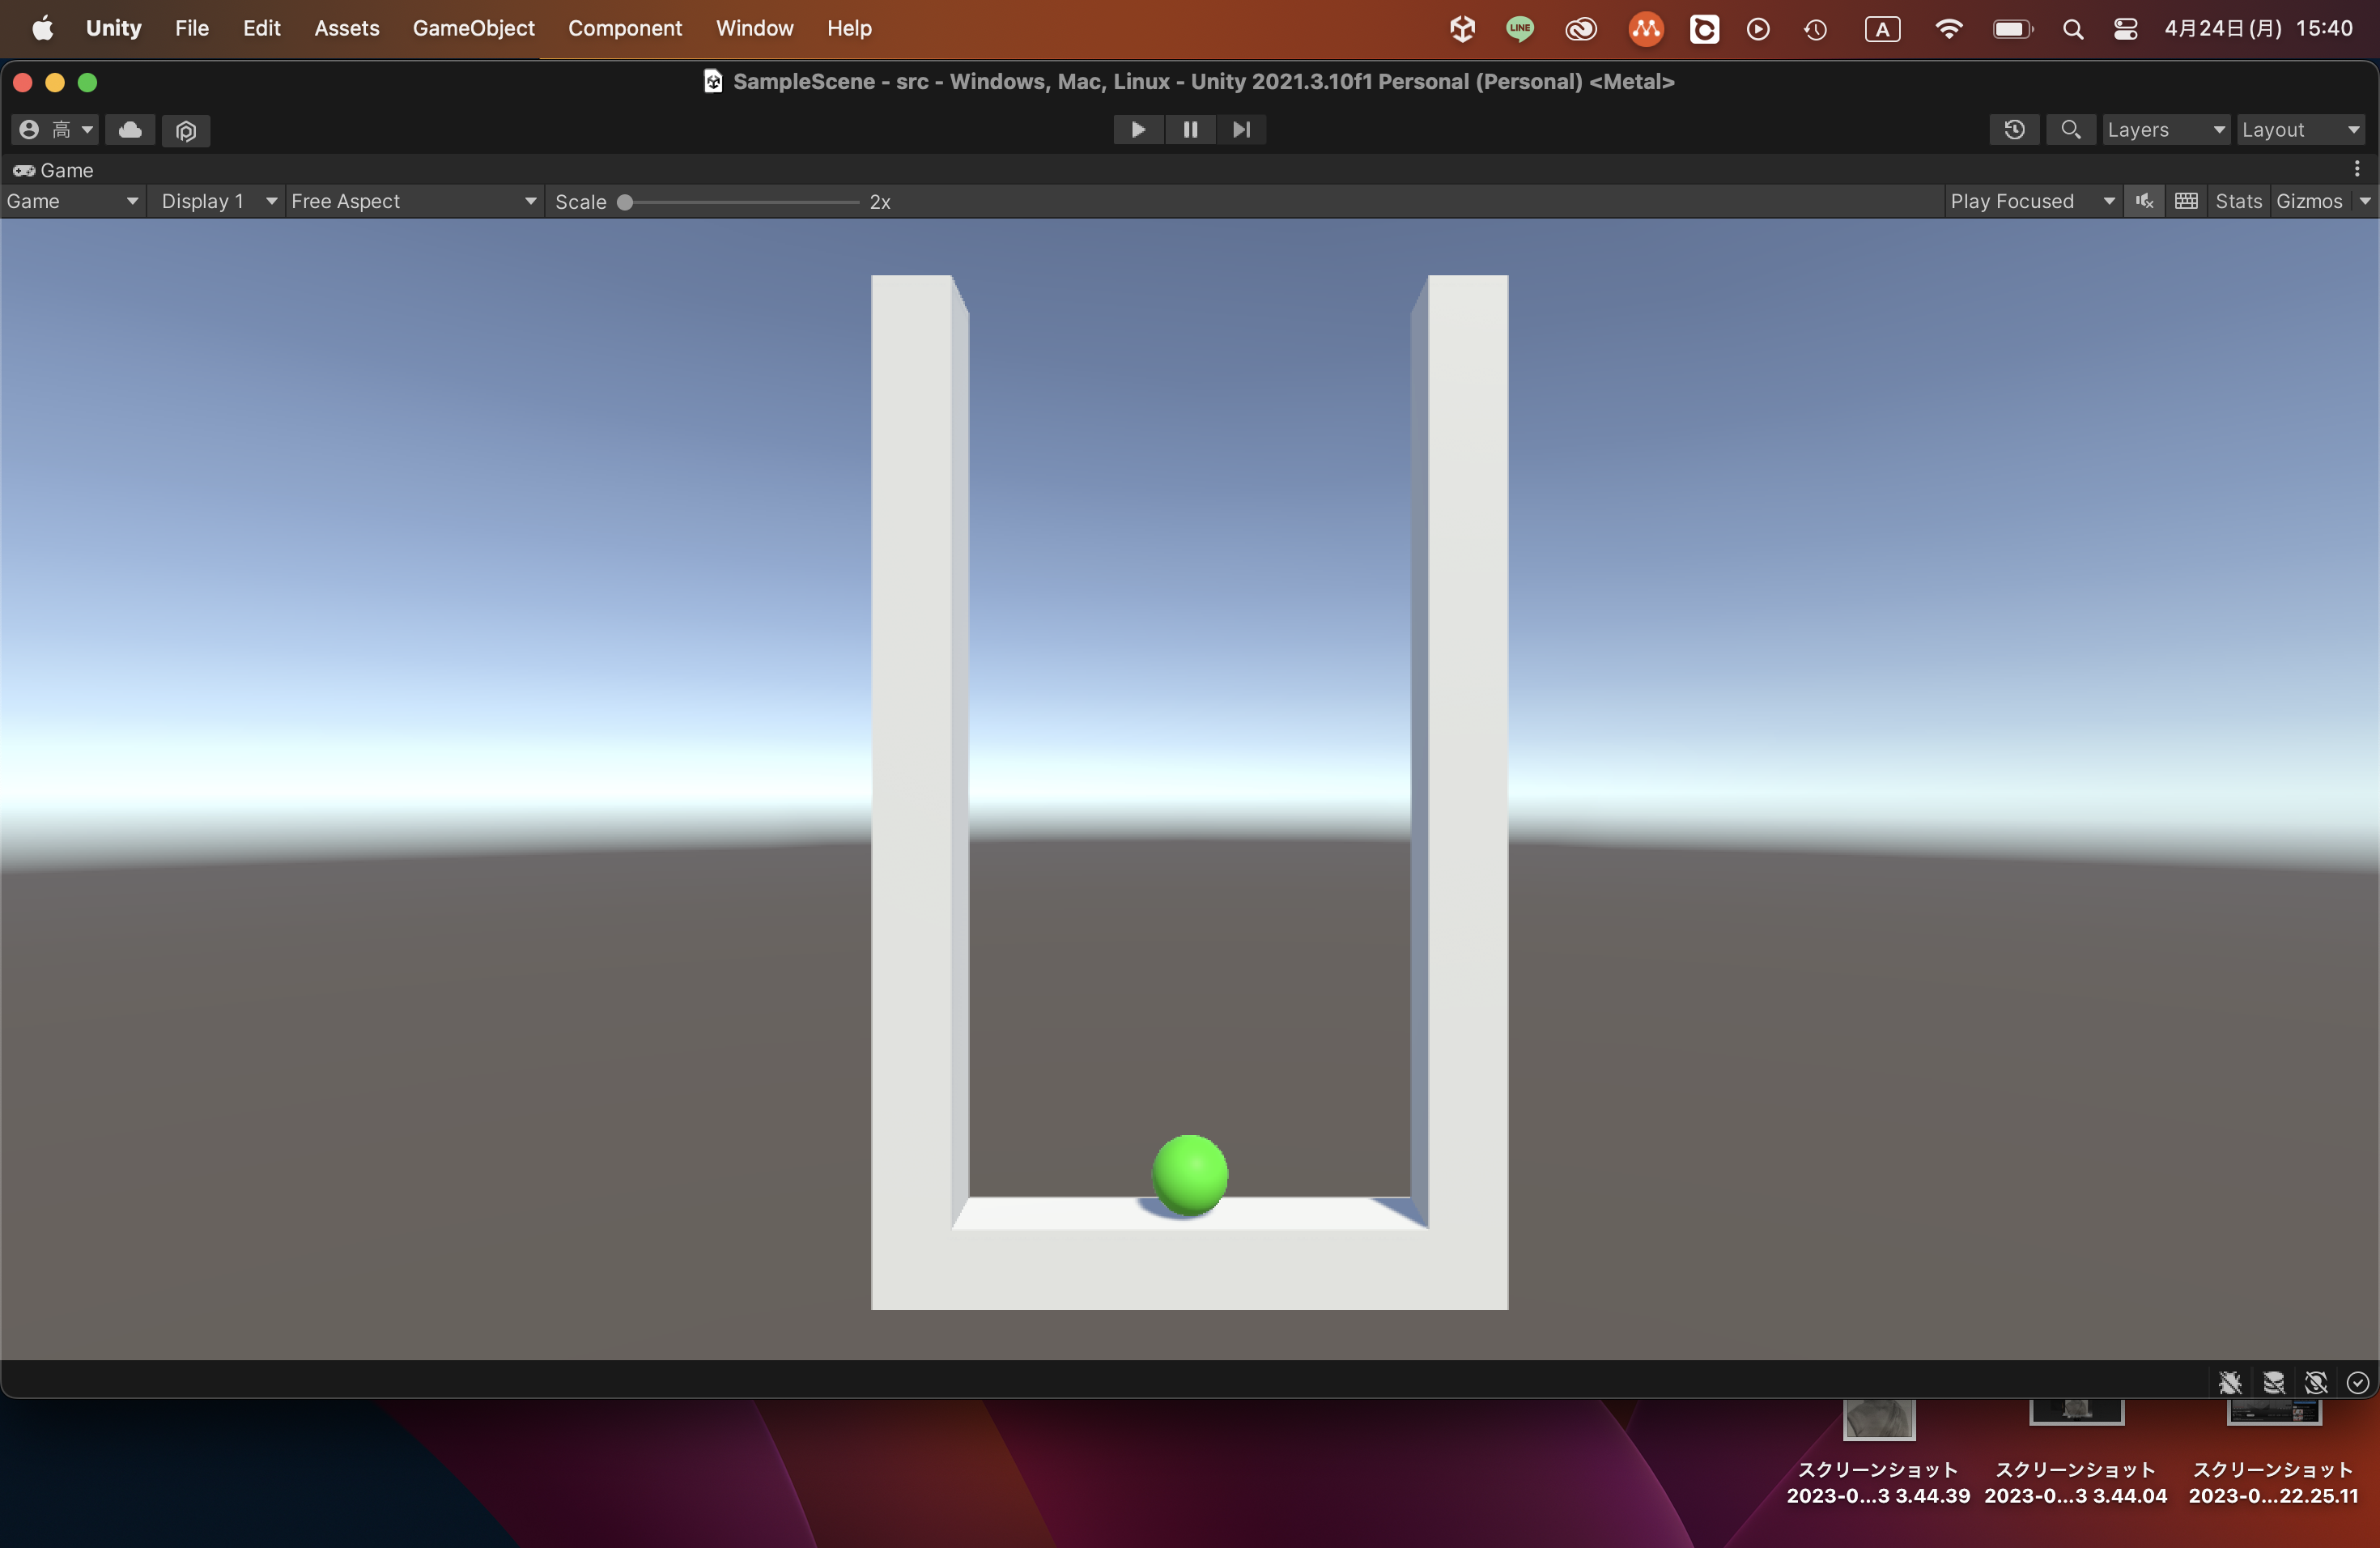 Unity File Edit Assets GameObject Component Window Help LINE A 4月24日(月) 15:40
SampleScene - src - Windows, Mac, Linux - Unity 2021.3.10f1 Personal (Personal) <Metal>
高 Layers Layout
Game
Game Display 1 Free Aspect Scale 2x Play Focused Stats Gizmos
スクリーンショット スクリーンショット スクリーンショット
2023-0...3 3.44.39 2023-0...3 3.44.04 2023-0...22.25.11